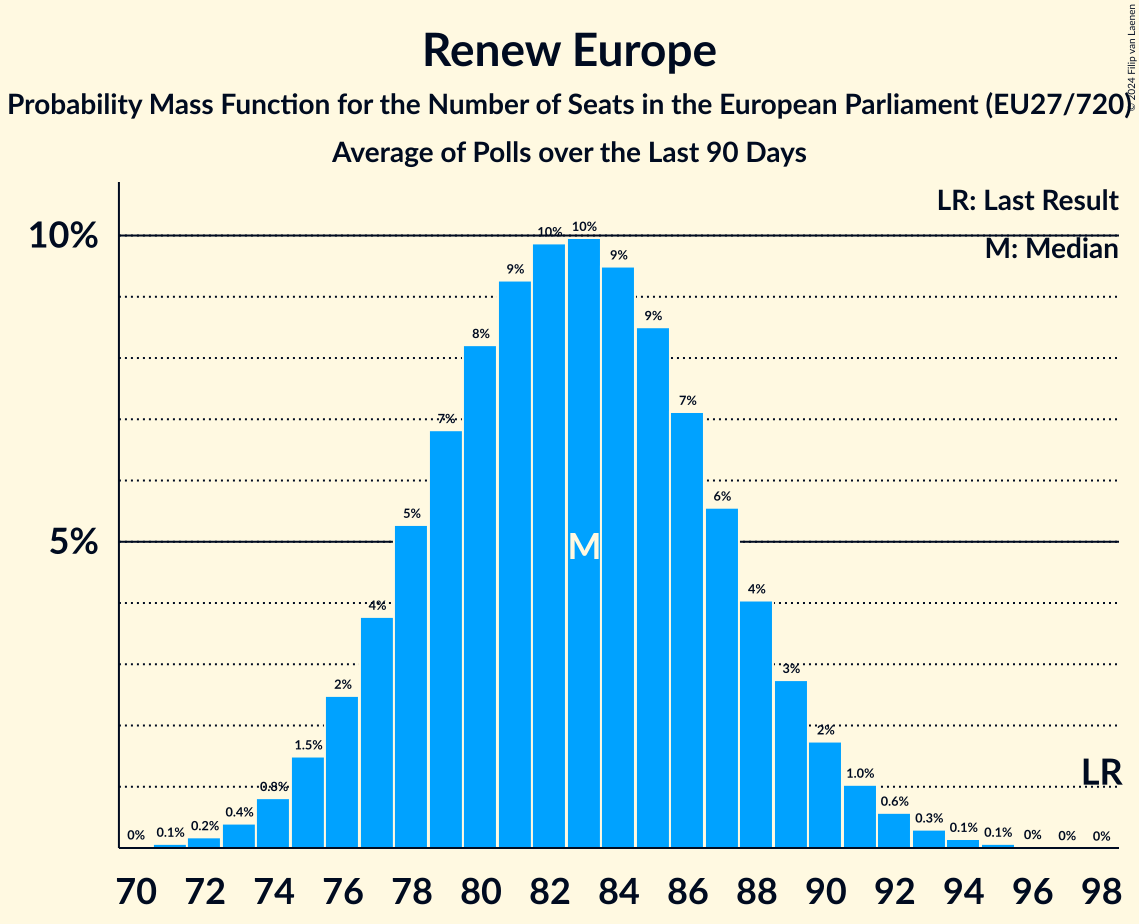 © 2024 Filip van Laenen
Renew Europe
Probability Mass Function for the Number of Seats in the European Parliament (EU27/720)
Average of Polls over the Last 90 Days
LR: Last Result
M: Median
10%
5%
0% 0.1% 0.2% 0.4% 0.8% 1.5% 2% 4% 5% 7% 8% 9% 10% 10% 9% 9% 7% 6% 4% 3% 2% 1.0% 0.6% 0.3% 0.1% 0.1% 0% 0% 0%
M
LR
70 72 74 76 78 80 82 84 86 88 90 92 94 96 98